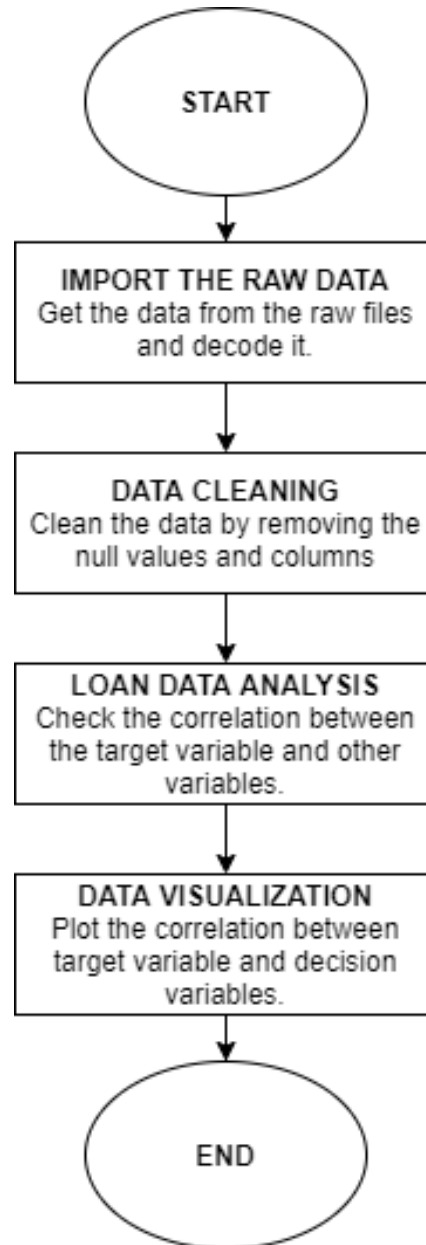 START
IMPORT THE RAW DATA
Get the data from the raw files
and decode it.
DATA CLEANING
Clean the data by removing the
null values and columns
LOAN DATA ANALYSIS
Check the correlation between
the target variable and other
variables.
DATA VISUALIZATION
Plot the correlation between
target variable and decision
variables.
END